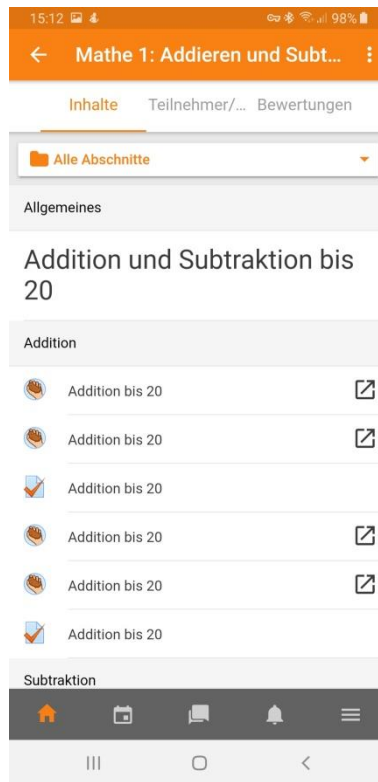 15:12
98%
Mathe 1: Addieren und Subt...
Inhalte Teilnehmer/... Bewertungen
Alle Abschnitte
Allgemeines
Addition und Subtraktion bis
20
Addition
Addition bis 20
Addition bis 20
Addition bis 20
Addition bis 20
Addition bis 20
Addition bis 20
Subtraktion